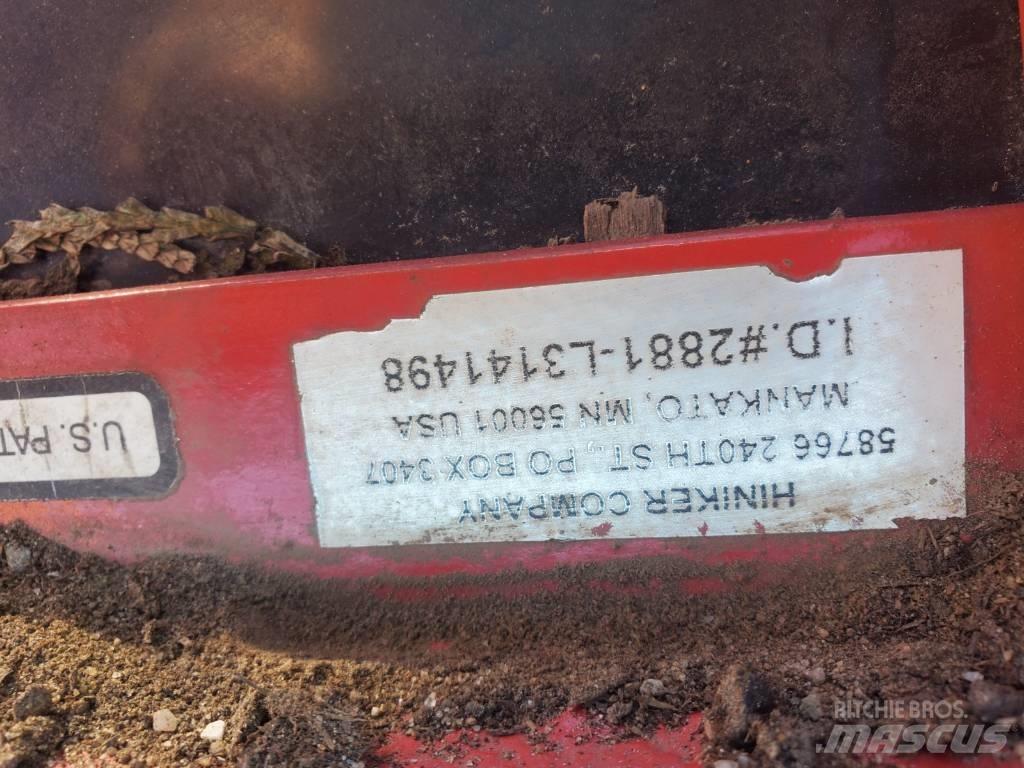 HINIKER COMPANY
58766 240TH ST., PO BOX 3407
MANKATO, MN 56001 USA
I.D.#2881-L3141498
U.S. PAT
RITCHIE BROS.
MASCUS